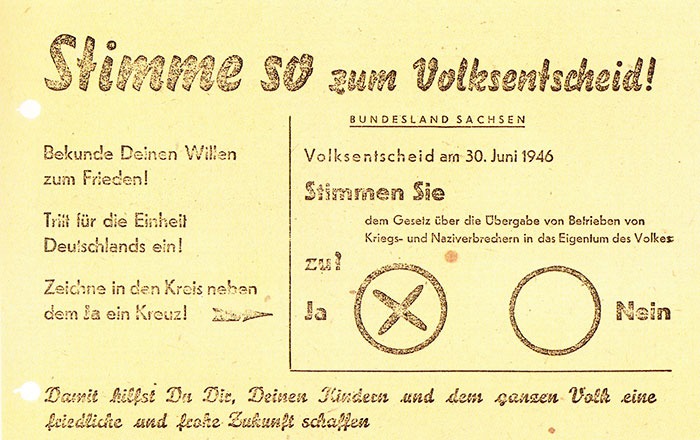 Stimme so zum Volksentscheid!
BUNDESLAND SACHSEN
Bekunde Deinen Willen
zum Frieden!
Tritt für die Einheit
Deutschlands ein!
Zeichne in den Kreis neben
dem Ja ein Kreuz!
Volksentscheid am 30. Juni 1946
Stimmen Sie
dem Gesetz über die Übergabe von Betrieben von
Kriegs- und Naziverbrechern in das Eigentum des Volkes
zu?
Ja Nein
Damit hilfst Du Dir, Deinen Kindern und dem ganzen Volk eine
friedliche und frohe Zukunft schaffen